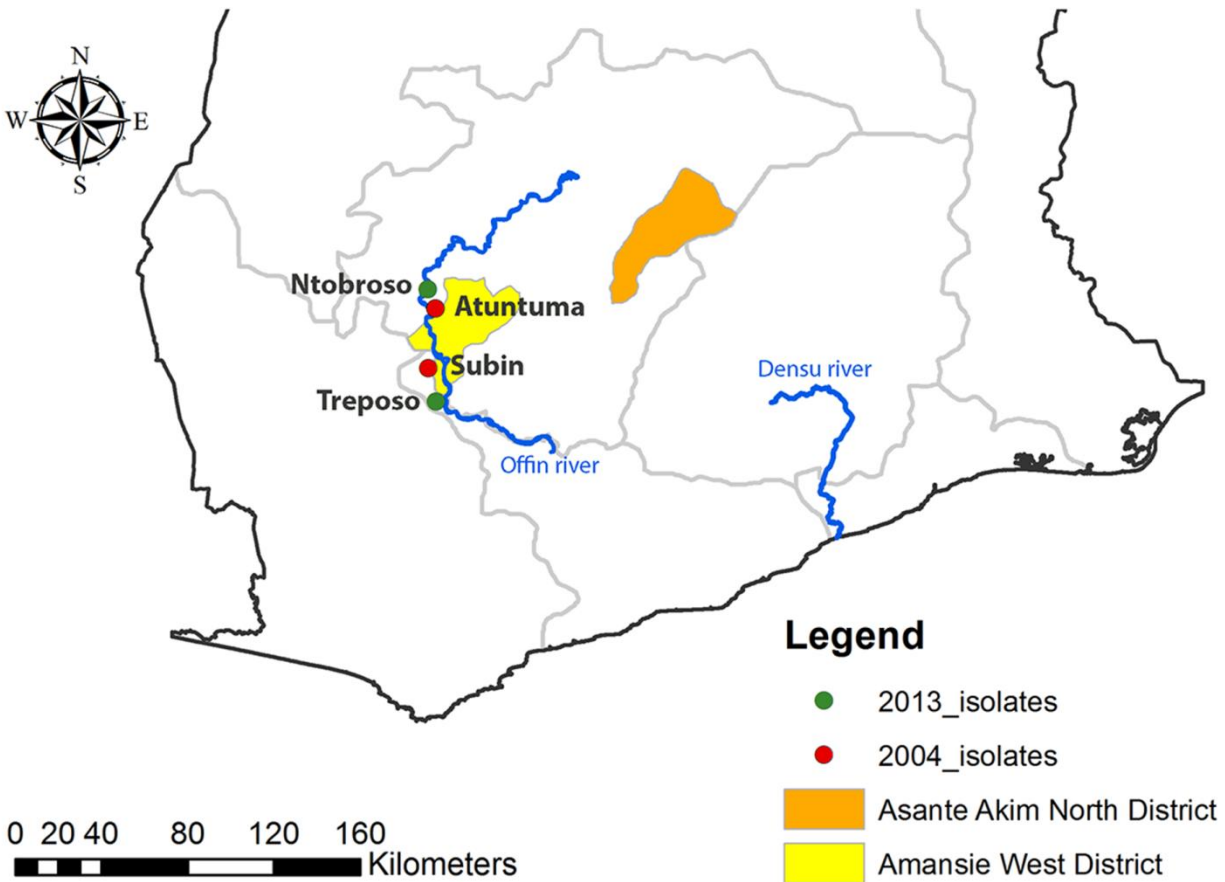 N
W E
S
Ntobroso
Atuntuma
Subin
Treposo
Densu river
Offin river
Legend
2013_isolates
2004_isolates
Asante Akim North District
Amansie West District
0 20 40 80 120 160
Kilometers